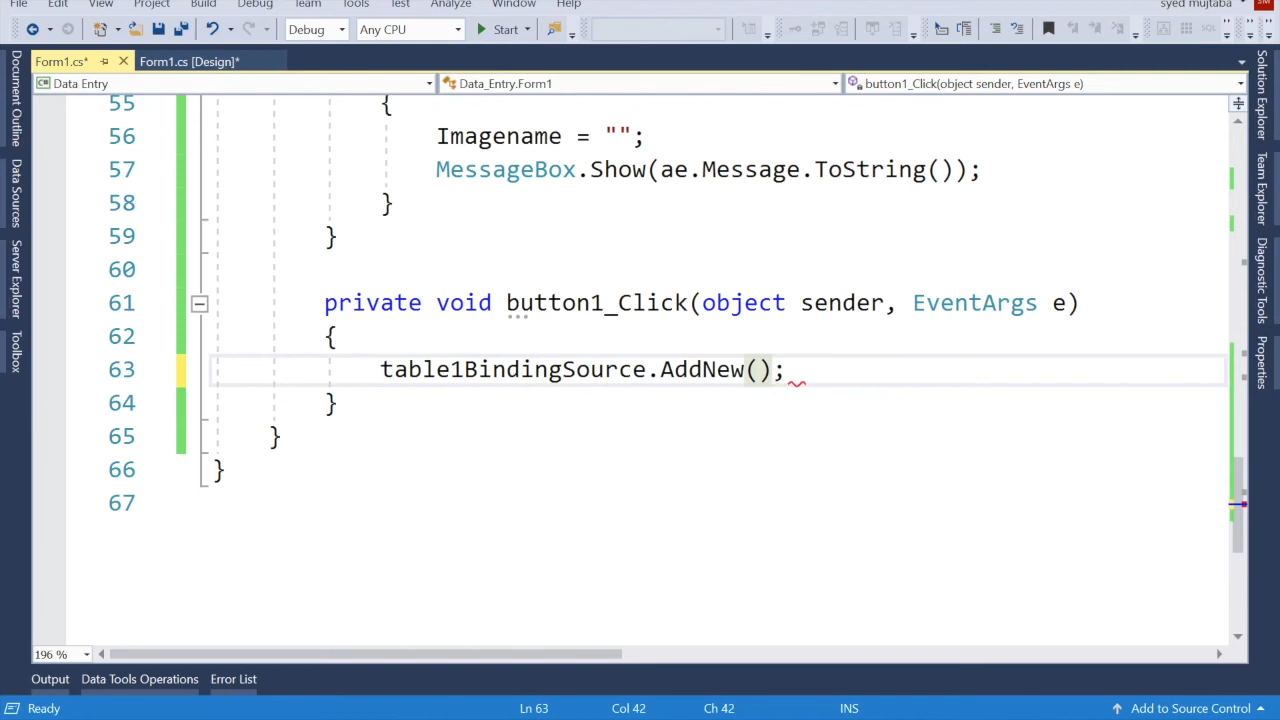 File Edit View Project Build Debug Team Tools Test Analyze Window Help syed mujtaba SM
Debug Any CPU Start
Form1.cs* Form1.cs [Design]*
Data Entry Data_Entry.Form1 button1_Click(object sender, EventArgs e)
55 {
56 Imagename = "";
57 MessageBox.Show(ae.Message.ToString());
58 }
59 }
60
61 private void button1_Click(object sender, EventArgs e)
62 {
63 table1BindingSource.AddNew();
64 }
65 }
66 }
67
196 %
Output Data Tools Operations Error List
Ready Ln 63 Col 42 Ch 42 INS Add to Source Control
Document Outline
Data Sources
Server Explorer
Toolbox
Solution Explorer
Team Explorer
Diagnostic Tools
Properties